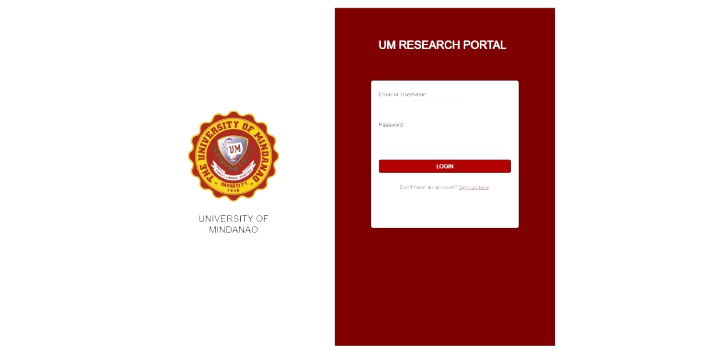 THE UNIVERSITY OF MINDANAO
UM
1946
UNIVERSITY OF
MINDANAO
UM RESEARCH PORTAL
Email or Username
Password
LOGIN
Don't have an account? Sign up now